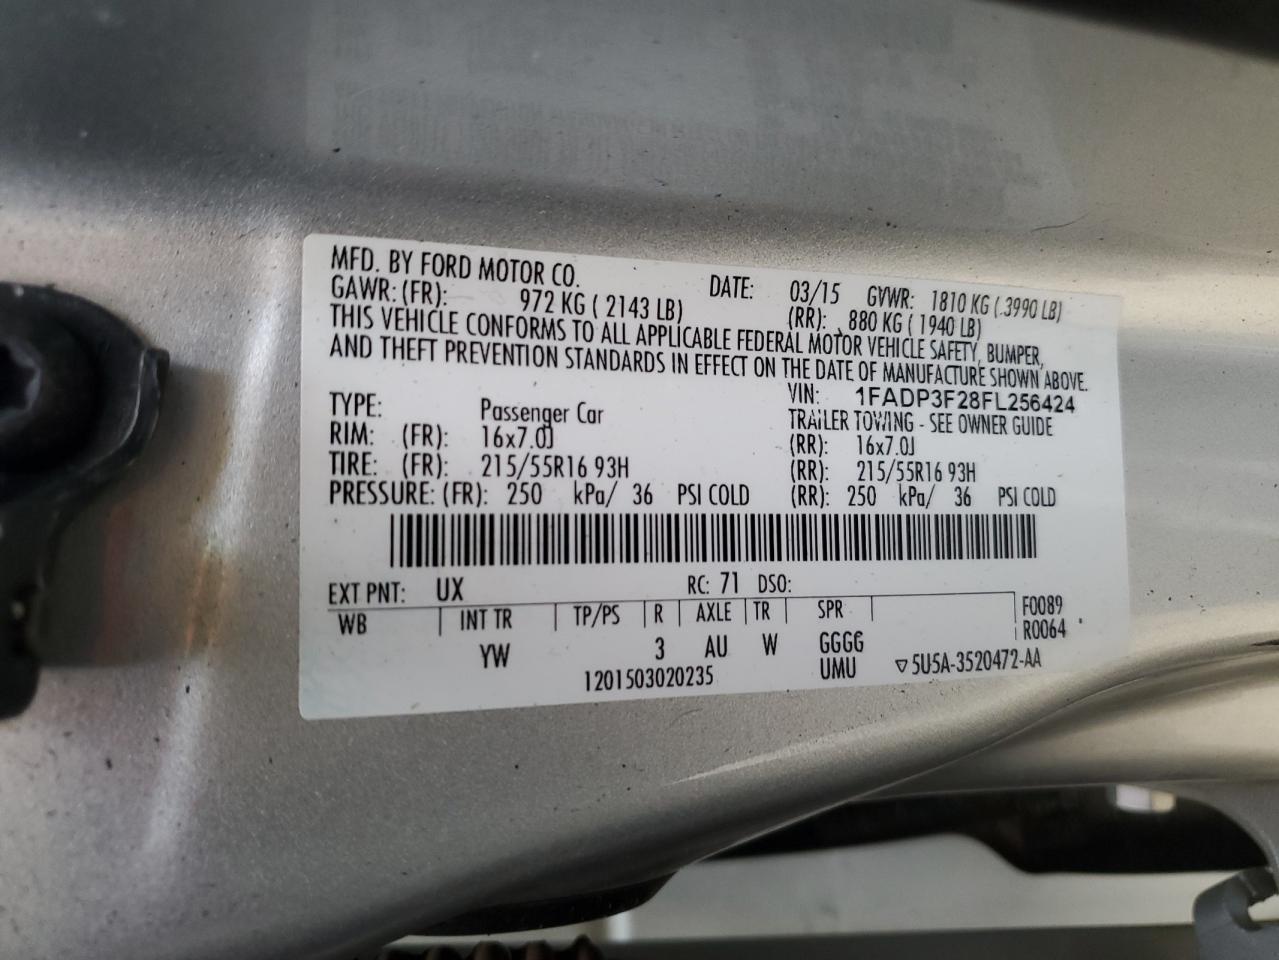 MFD. BY FORD MOTOR CO.
DATE: 03/15 GVWR: 1810 KG ( 3990 LB)
GAWR: (FR): 972 KG ( 2143 LB) (RR): 880 KG ( 1940 LB)
THIS VEHICLE CONFORMS TO ALL APPLICABLE FEDERAL MOTOR VEHICLE SAFETY, BUMPER,
AND THEFT PREVENTION STANDARDS IN EFFECT ON THE DATE OF MANUFACTURE SHOWN ABOVE.
VIN: 1FADP3F28FL256424
TYPE: Passenger Car TRAILER TOWING - SEE OWNER GUIDE
RIM: (FR): 16x7.0J (RR): 16x7.0J
TIRE: (FR): 215/55R16 93H (RR): 215/55R16 93H
PRESSURE: (FR): 250 kPa/ 36 PSI COLD (RR): 250 kPa/ 36 PSI COLD
EXT PNT: UX RC: 71 DSO:
WB | INT TR | TP/PS | R | AXLE | TR | SPR | F0089
R0064
YW 3 AU W GGGG
1201503020235 UMU ▽5U5A-3520472-AA